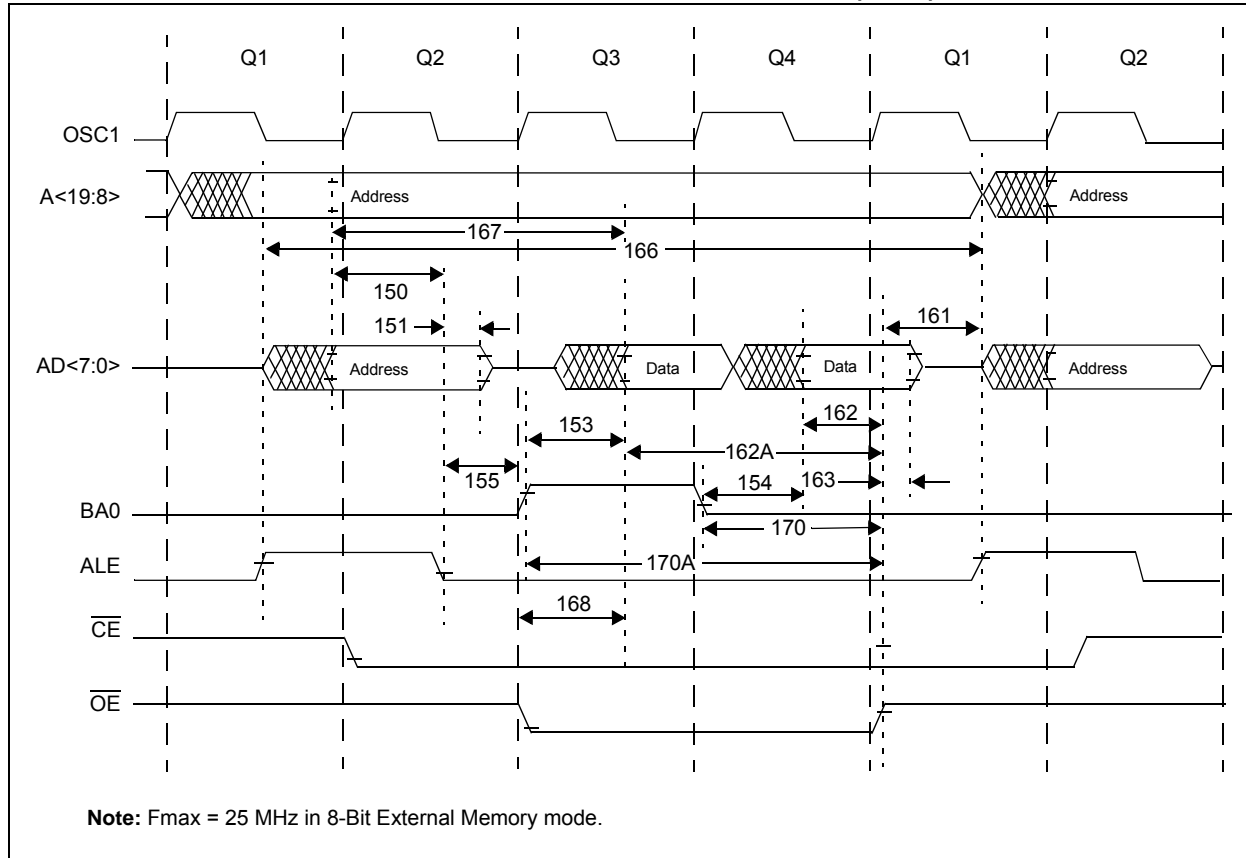 Q1 Q2 Q3 Q4 Q1 Q2
OSC1
A<19:8>
Address
Address
167
166
150
151
161
AD<7:0>
Address
Data
Data
Address
162
153
162A
155
154
163
BA0
170
ALE
170A
168
CE
OE
Note: Fmax = 25 MHz in 8-Bit External Memory mode.